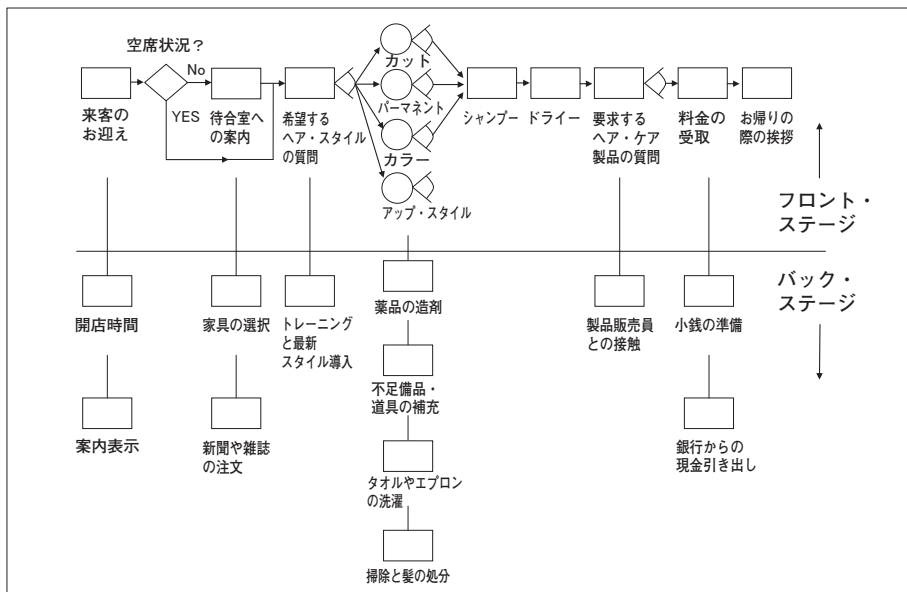 空席状況？
No
YES
来客の
お迎え
待合室へ
の案内
希望する
ヘア・スタイル
の質問
カット
パーマネント
カラー
アップ・スタイル
シャンプー
ドライー
要求する
ヘア・ケア
製品の質問
料金の
受取
お帰りの
際の挨拶
フロント・
ステージ
バック・
ステージ
開店時間
家具の選択
トレーニング
と最新
スタイル導入
薬品の造剤
製品販売員
との接触
小銭の準備
案内表示
新聞や雑誌
の注文
不足備品・
道具の補充
銀行からの
現金引き出し
タオルやエプロン
の洗濯
掃除と髪の処分